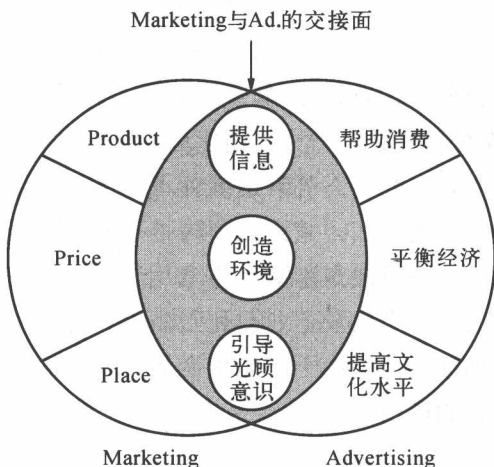 Marketing与Ad.的交接面
Product
提供
信息
帮助消费
Price
创造
环境
平衡经济
Place
引导
光顾
意识
提高文
化水平
Marketing
Advertising